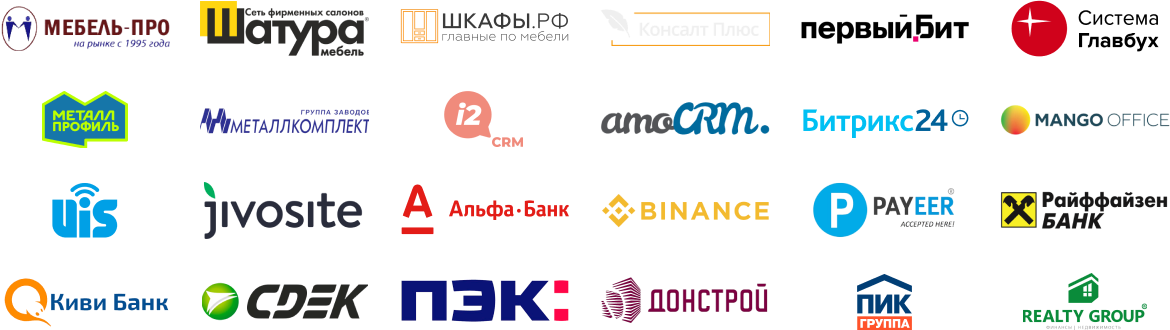 МЕБЕЛЬ-ПРО
на рынке с 1995 года
Сеть фирменных салонов
Шатура®
мебель
ШКАФЫ.РФ
главные по мебели
Консалт Плюс
первый.Бит
Система
Главбух
МЕТАЛЛ
ПРОФИЛЬ
ГРУППА ЗАВОДОВ
МЕТАЛЛКОМПЛЕКТ
i2
CRM
amoCRM.
Битрикс24
MANGO OFFICE
UIS
jivosite
А
Альфа·Банк
BINANCE
P
PAYEER®
ACCEPTED HERE!
Райффайзен
БАНК
Киви Банк
CDEK
ПЭК:
ДОНСТРОЙ
ПИК
ГРУППА
REALTY GROUP®
ФИНАНСЫ | НЕДВИЖИМОСТЬ